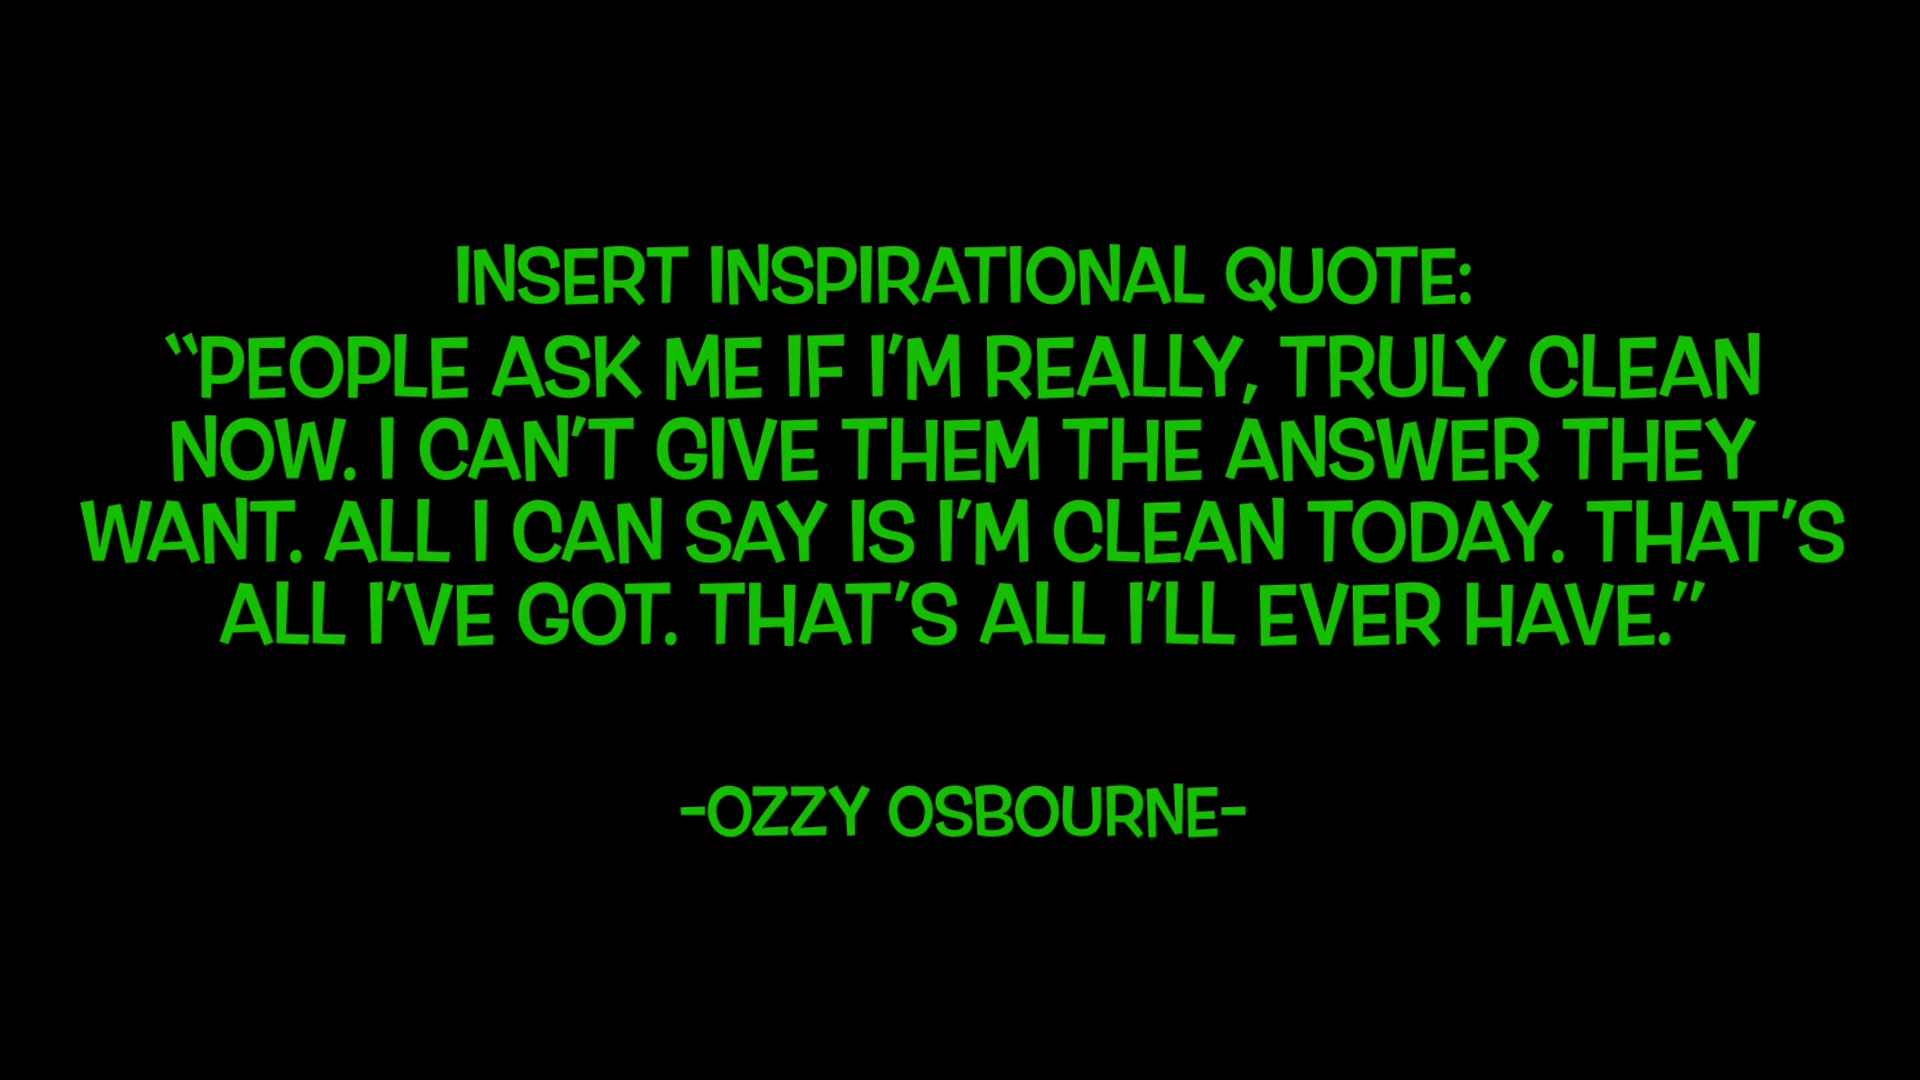 INSERT INSPIRATIONAL QUOTE:
“PEOPLE ASK ME IF I’M REALLY, TRULY CLEAN
NOW. I CAN’T GIVE THEM THE ANSWER THEY
WANT. ALL I CAN SAY IS I’M CLEAN TODAY. THAT’S
ALL I’VE GOT. THAT’S ALL I’LL EVER HAVE.”
-OZZY OSBOURNE-